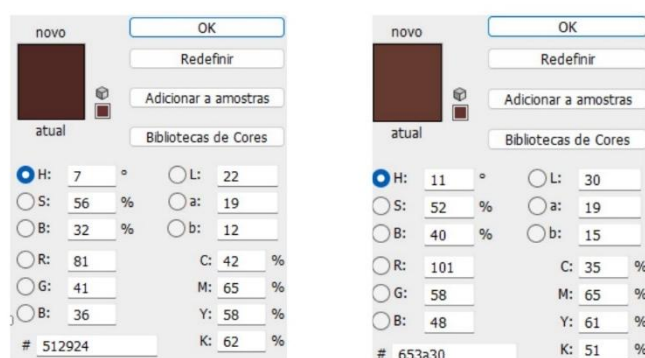 novo
OK
Redefinir
Adicionar a amostras
atual
Bibliotecas de Cores
H: 7 ° L: 22
S: 56 % a: 19
B: 32 % b: 12
R: 81 C: 42 %
G: 41 M: 65 %
B: 36 Y: 58 %
# 512924 K: 62 %
novo
OK
Redefinir
Adicionar a amostras
atual
Bibliotecas de Cores
H: 11 ° L: 30
S: 52 % a: 19
B: 40 % b: 15
R: 101 C: 35 %
G: 58 M: 65 %
B: 48 Y: 61 %
# 653a30 K: 51 %